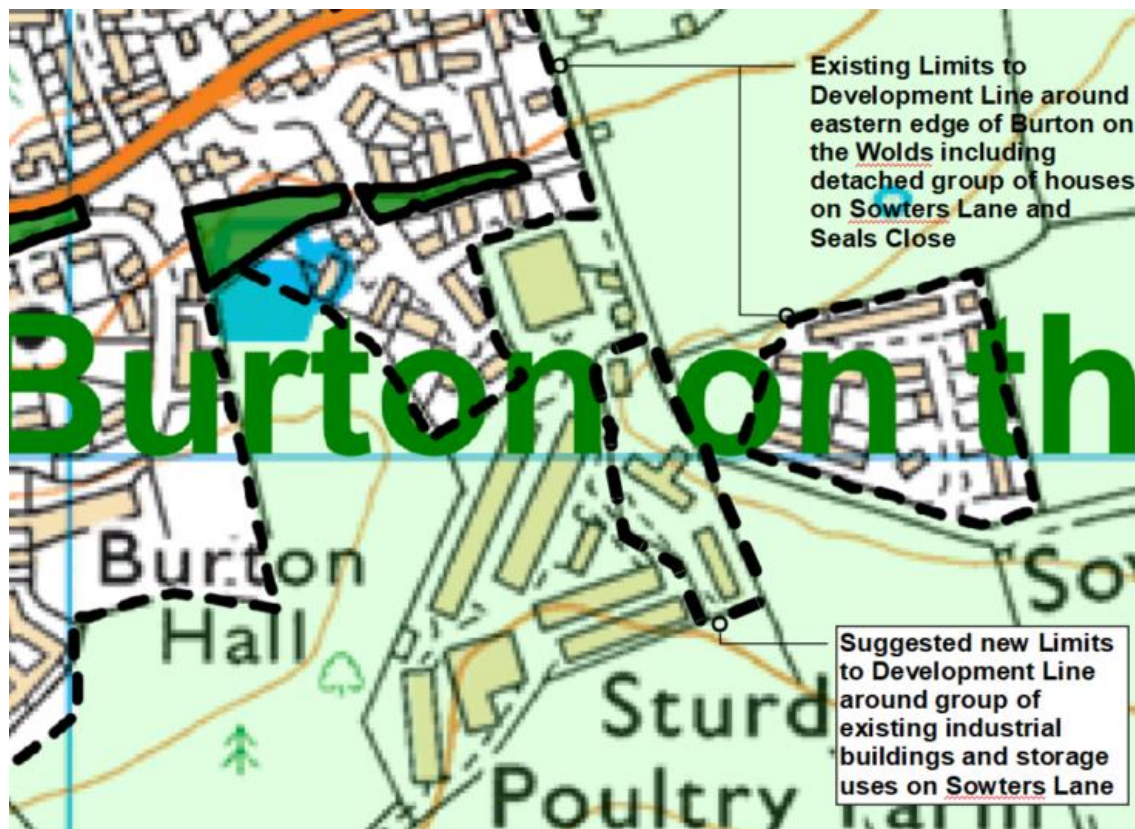 Existing Limits to
Development Line around
eastern edge of Burton on
the Wolds including
detached group of houses
on Sowters Lane and
Seals Close
Burton on th
Burton
Hall
So
Suggested new Limits
to Development Line
around group of
existing industrial
buildings and storage
uses on Sowters Lane
Sturd
Poultry